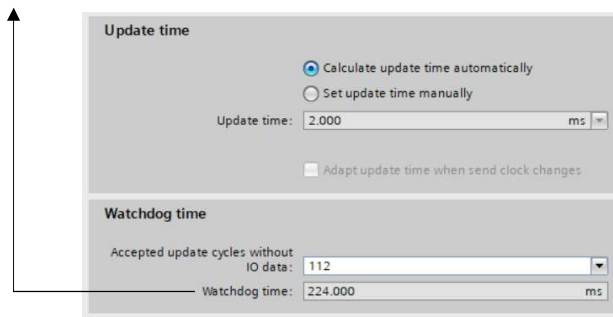 Update time
Calculate update time automatically
Set update time manually
Update time: 2.000 ms
Adapt update time when send clock changes
Watchdog time
Accepted update cycles without
IO data: 112
Watchdog time: 224.000 ms